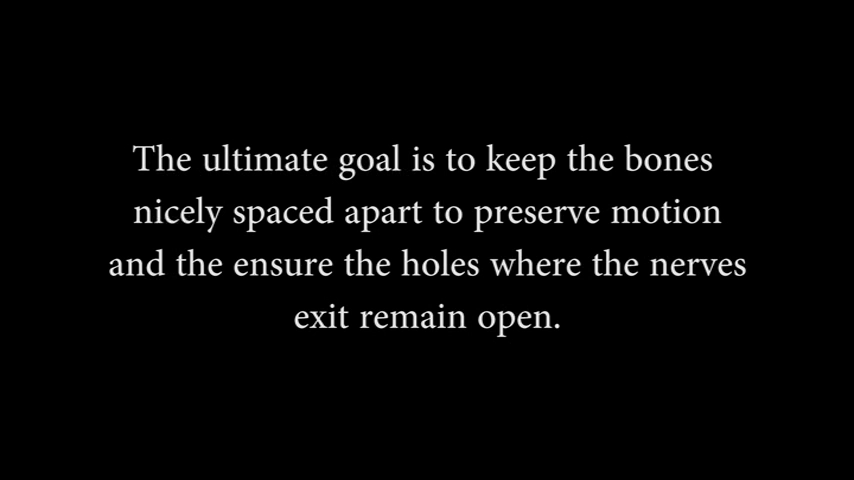 The ultimate goal is to keep the bones
nicely spaced apart to preserve motion
and the ensure the holes where the nerves
exit remain open.